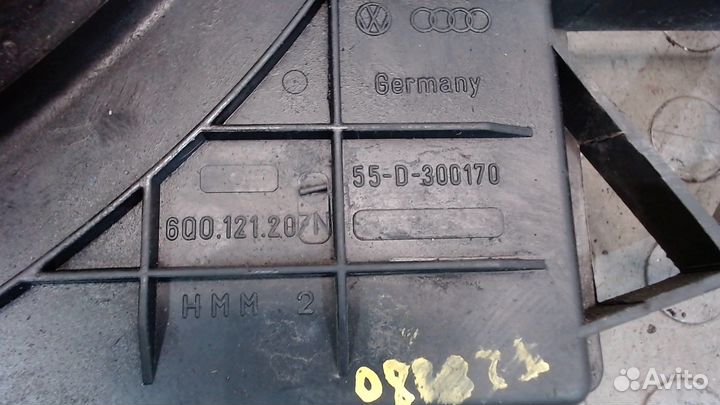 Germany
55-D-300170
6Q0.121.207N
HMM 2
Avito